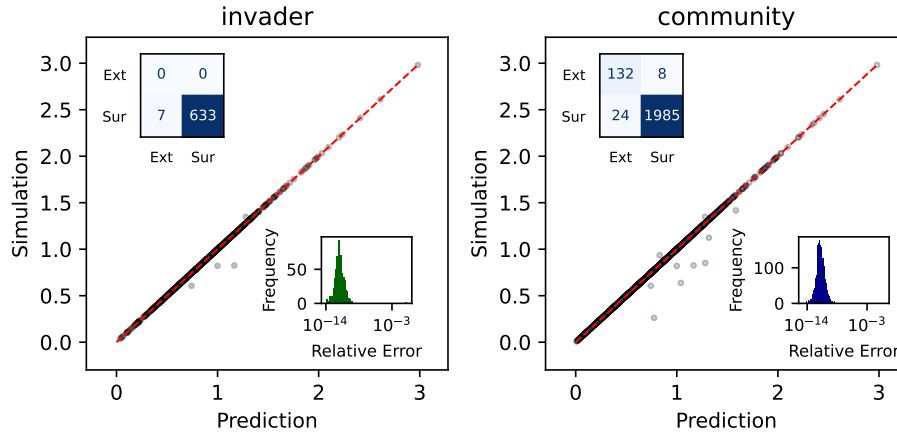 invader
Simulation
3.0
2.5
2.0
1.5
1.0
0.5
0.0
0 1 2 3
Prediction
Ext
Sur
0 0
7 633
Ext Sur
Frequency
50
0
10⁻¹⁴ 10⁻³
Relative Error
community
Simulation
3.0
2.5
2.0
1.5
1.0
0.5
0.0
0 1 2 3
Prediction
Ext
Sur
132 8
24 1985
Ext Sur
Frequency
100
0
10⁻¹⁴ 10⁻³
Relative Error